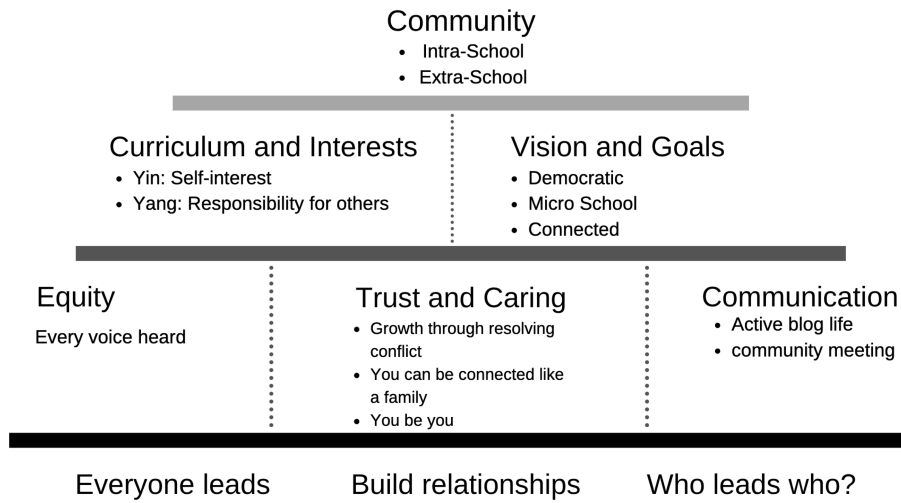 Community
• Intra-School
• Extra-School
Curriculum and Interests
• Yin: Self-interest
• Yang: Responsibility for others
Vision and Goals
• Democratic
• Micro School
• Connected
Equity
Every voice heard
Trust and Caring
• Growth through resolving
conflict
• You can be connected like
a family
• You be you
Communication
• Active blog life
• community meeting
Everyone leads
Build relationships
Who leads who?